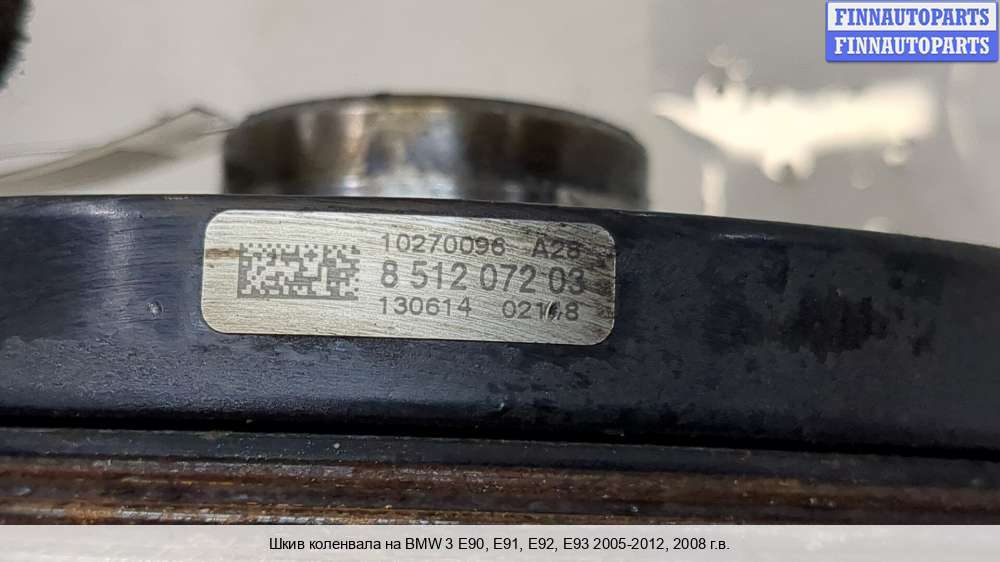 FINNAUTOPARTS
FINNAUTOPARTS
10270096 A28
8 512 072 03
130614
Шкив коленвала на BMW 3 E90, E91, E92, E93 2005-2012, 2008 г.в.